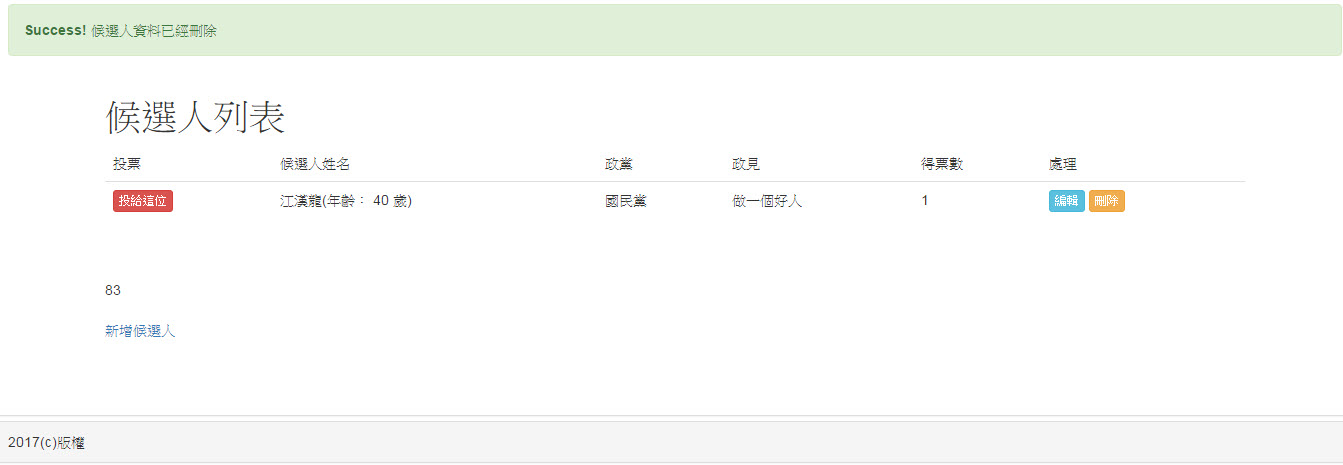 Success! 候選人資料已經刪除
候選人列表
投票 候選人姓名 政黨 政見 得票數 處理
投給這位 江漢龍(年齡： 40 歲) 國民黨 做一個好人 1 編輯 刪除
83
新增候選人
2017(c)版權